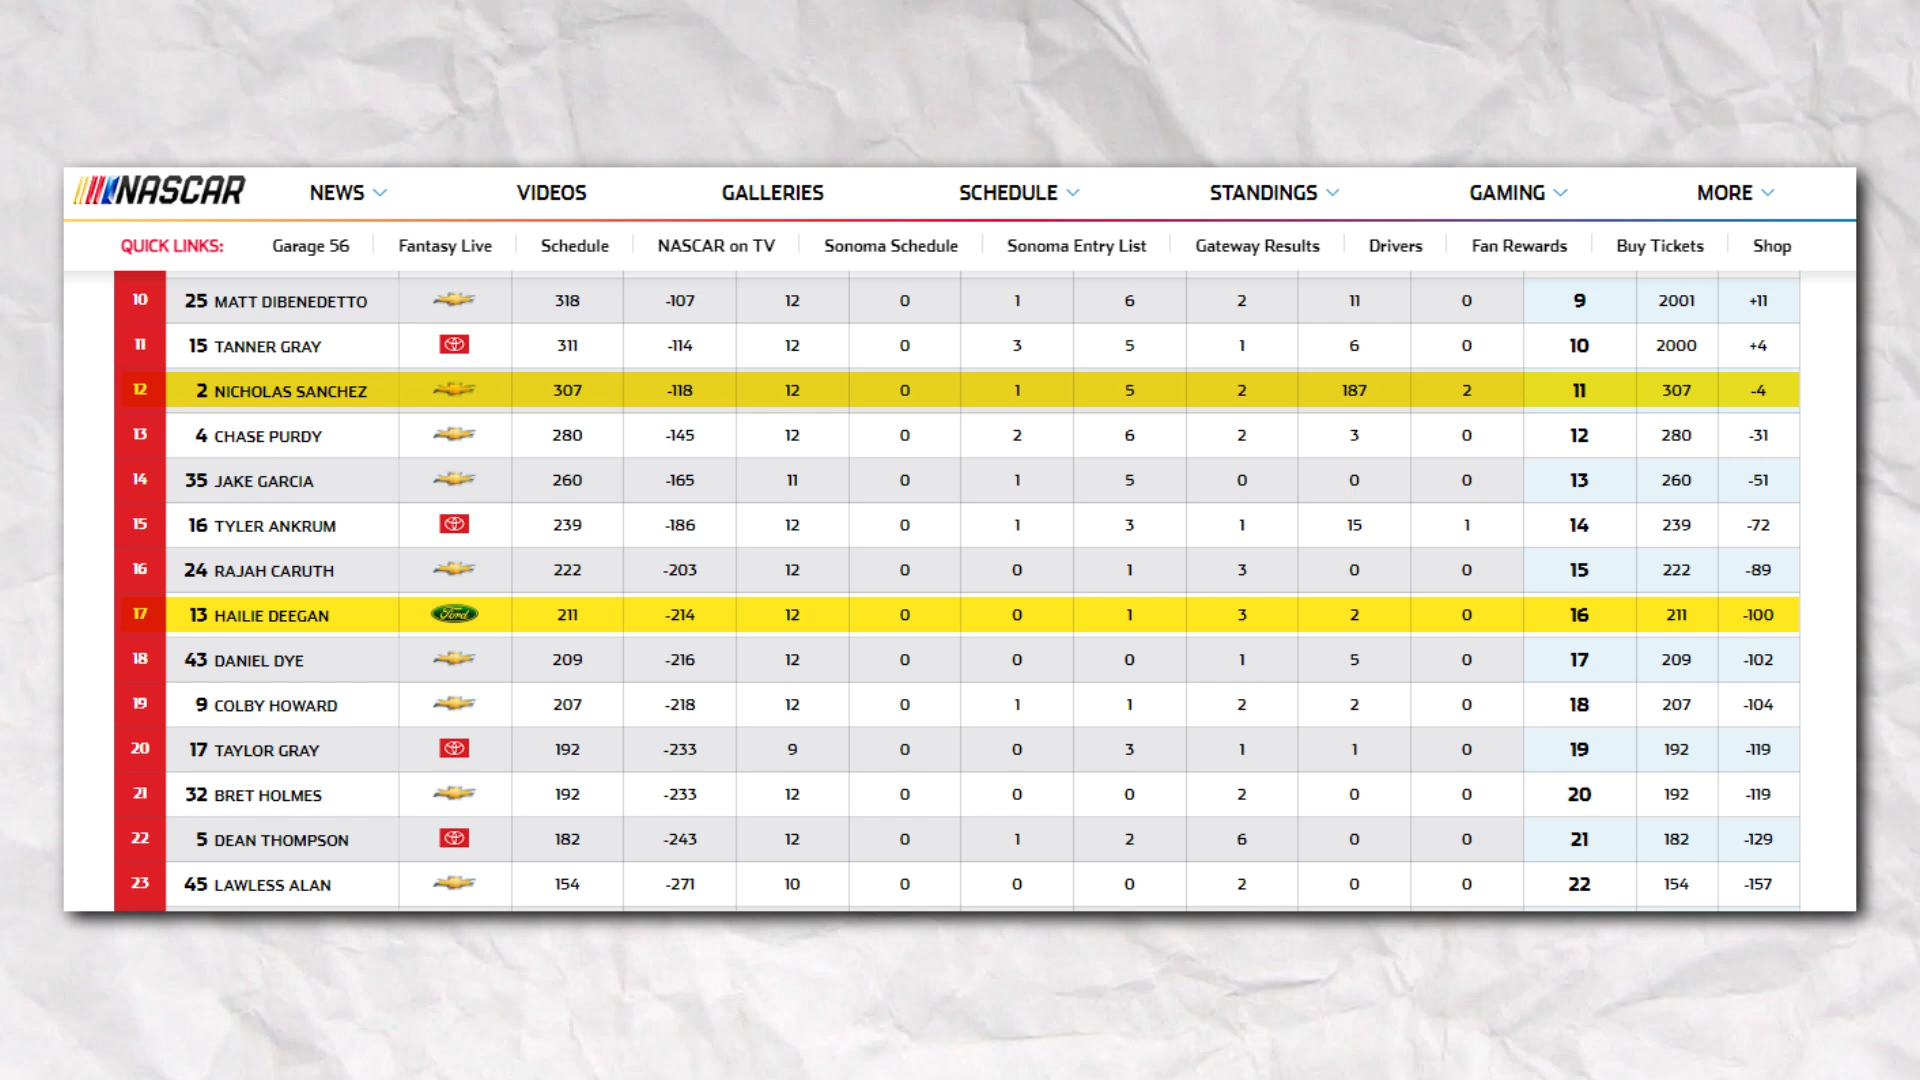 NASCAR NEWS VIDEOS GALLERIES SCHEDULE STANDINGS GAMING MORE
QUICK LINKS: Garage 56 Fantasy Live Schedule NASCAR on TV Sonoma Schedule Sonoma Entry List Gateway Results Drivers Fan Rewards Buy Tickets Shop
10 25 MATT DIBENEDETTO 318 -107 12 0 1 6 2 11 0 9 2001 +11
11 15 TANNER GRAY 311 -114 12 0 3 5 1 6 0 10 2000 +4
12 2 NICHOLAS SANCHEZ 307 -118 12 0 1 5 2 187 2 11 307 -4
13 4 CHASE PURDY 280 -145 12 0 2 6 2 3 0 12 280 -31
14 35 JAKE GARCIA 260 -165 11 0 1 5 0 0 0 13 260 -51
15 16 TYLER ANKRUM 239 -186 12 0 1 3 1 15 1 14 239 -72
16 24 RAJAH CARUTH 222 -203 12 0 0 1 3 0 0 15 222 -89
17 13 HAILIE DEEGAN Ford 211 -214 12 0 0 1 3 2 0 16 211 -100
18 43 DANIEL DYE 209 -216 12 0 0 0 1 5 0 17 209 -102
19 9 COLBY HOWARD 207 -218 12 0 1 1 2 2 0 18 207 -104
20 17 TAYLOR GRAY 192 -233 9 0 0 3 1 1 0 19 192 -119
21 32 BRET HOLMES 192 -233 12 0 0 0 2 0 0 20 192 -119
22 5 DEAN THOMPSON 182 -243 12 0 1 2 6 0 0 21 182 -129
23 45 LAWLESS ALAN 154 -271 10 0 0 0 2 0 0 22 154 -157